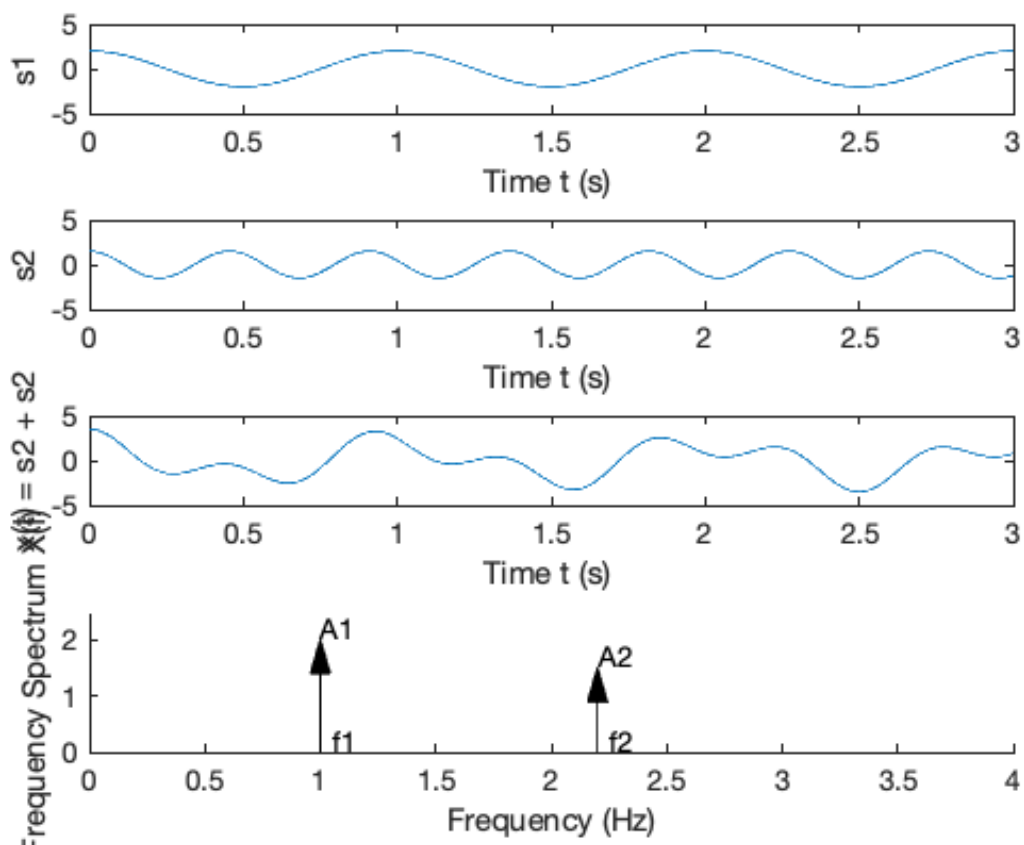 5
0
-5
s1
0 0.5 1 1.5 2 2.5 3
Time t (s)
5
0
-5
s2
0 0.5 1 1.5 2 2.5 3
Time t (s)
5
0
-5
= s2 + s2
0 0.5 1 1.5 2 2.5 3
Time t (s)
2
1
0
Frequency Spectrum
A1
A2
f1
f2
0 0.5 1 1.5 2 2.5 3 3.5 4
Frequency (Hz)